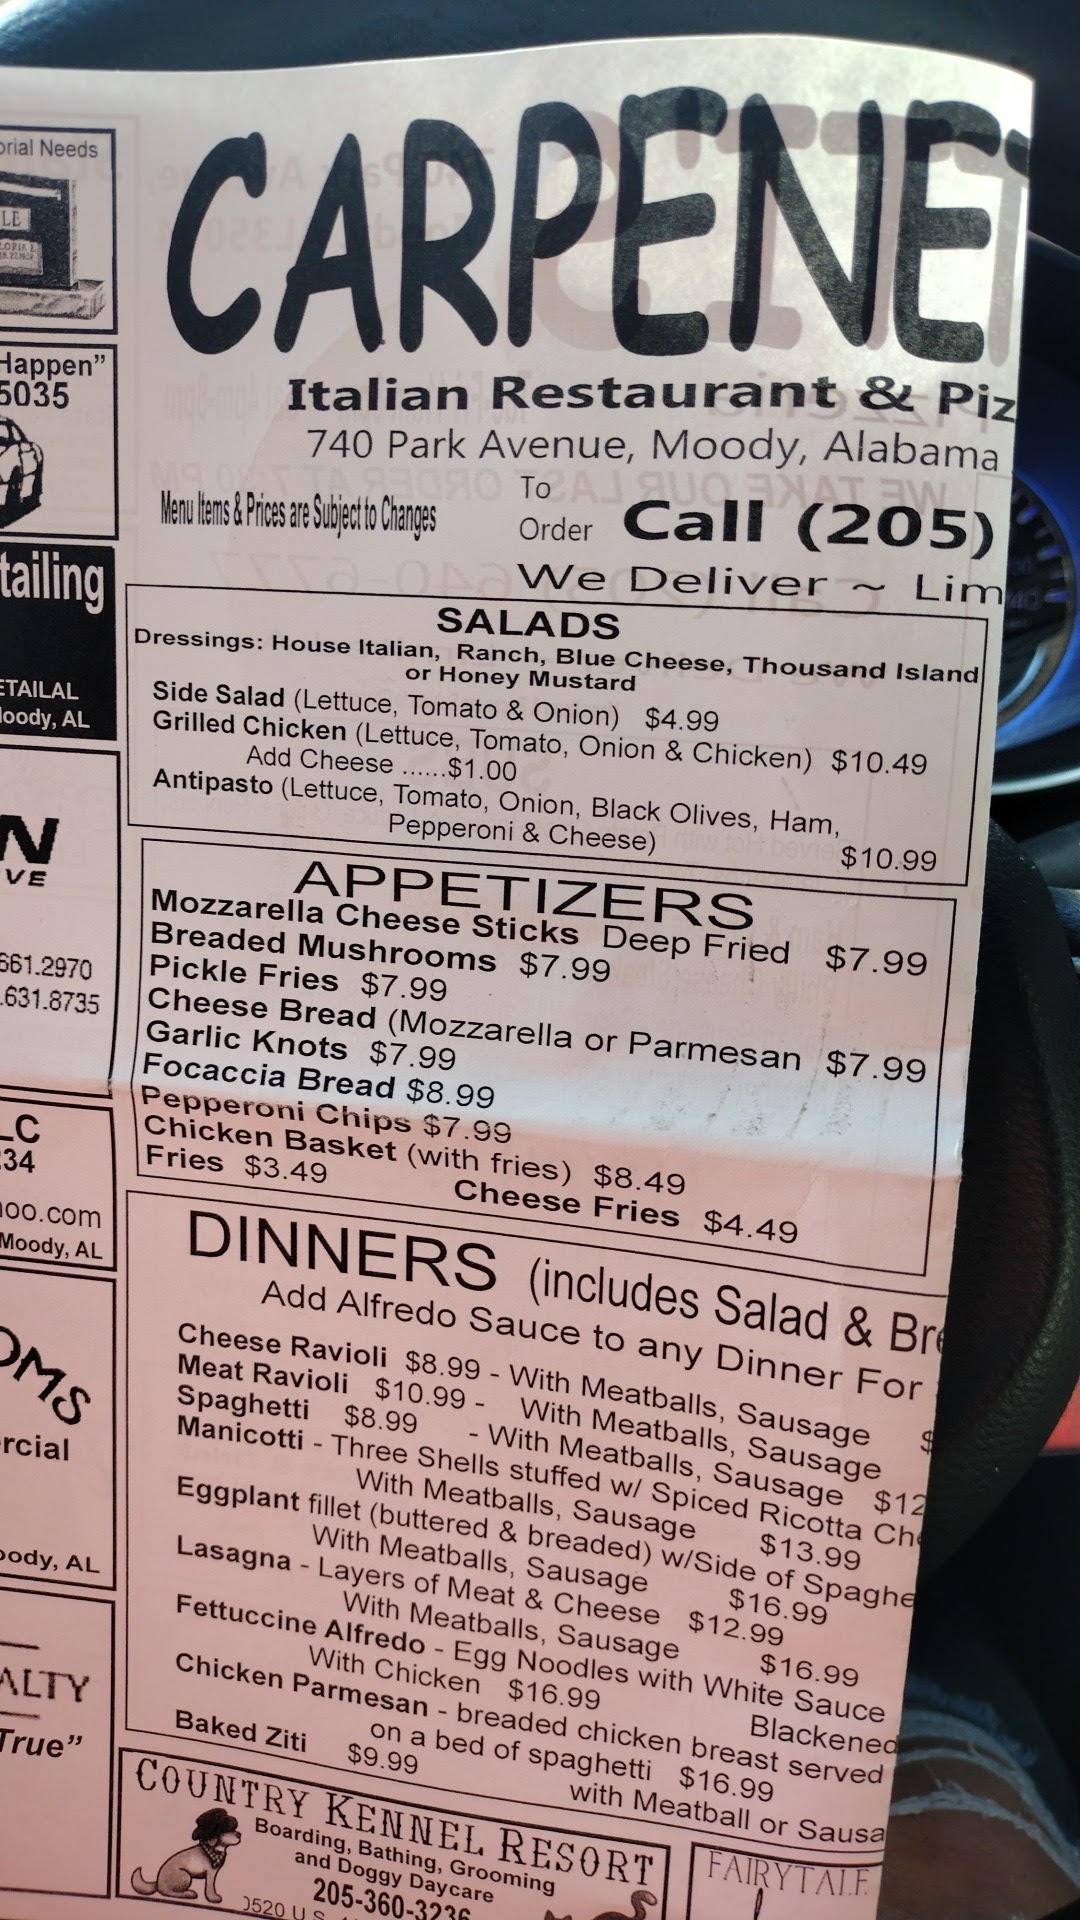 orial Needs
LE
Happen”
5035
tailing
ETAILAL
Moody, AL
N
VE
661.2970
.631.8735
LC
34
hoo.com
Moody, AL
OMS
rcial
oody, AL
ALTY
True”
CARPENET
Italian Restaurant & Piz
740 Park Avenue, Moody, Alabama
Menu Items & Prices are Subject to Changes
To
Order Call (205)
We Deliver ~ Lim
SALADS
Dressings: House Italian, Ranch, Blue Cheese, Thousand Island
or Honey Mustard
Side Salad (Lettuce, Tomato & Onion) $4.99
Grilled Chicken (Lettuce, Tomato, Onion & Chicken) $10.49
Add Cheese ......$1.00
Antipasto (Lettuce, Tomato, Onion, Black Olives, Ham,
Pepperoni & Cheese) $10.99
APPETIZERS
Mozzarella Cheese Sticks Deep Fried $7.99
Breaded Mushrooms $7.99
Pickle Fries $7.99
Cheese Bread (Mozzarella or Parmesan $7.99
Garlic Knots $7.99
Focaccia Bread $8.99
Pepperoni Chips $7.99
Chicken Basket (with fries) $8.49
Fries $3.49 Cheese Fries $4.49
DINNERS (includes Salad & Bre
Add Alfredo Sauce to any Dinner For
Cheese Ravioli $8.99 - With Meatballs, Sausage $
Meat Ravioli $10.99 - With Meatballs, Sausage
Spaghetti $8.99 - With Meatballs, Sausage $12
Manicotti - Three Shells stuffed w/ Spiced Ricotta Che
With Meatballs, Sausage $13.99
Eggplant fillet (buttered & breaded) w/Side of Spaghe
With Meatballs, Sausage $16.99
Lasagna - Layers of Meat & Cheese $12.99
With Meatballs, Sausage $16.99
Fettuccine Alfredo - Egg Noodles with White Sauce
With Chicken $16.99 Blackened
Chicken Parmesan - breaded chicken breast served
on a bed of spaghetti $16.99
Baked Ziti $9.99 with Meatball or Sausa
COUNTRY KENNEL RESORT
Boarding, Bathing, Grooming
and Doggy Daycare
205-360-3236
FAIRYTALE